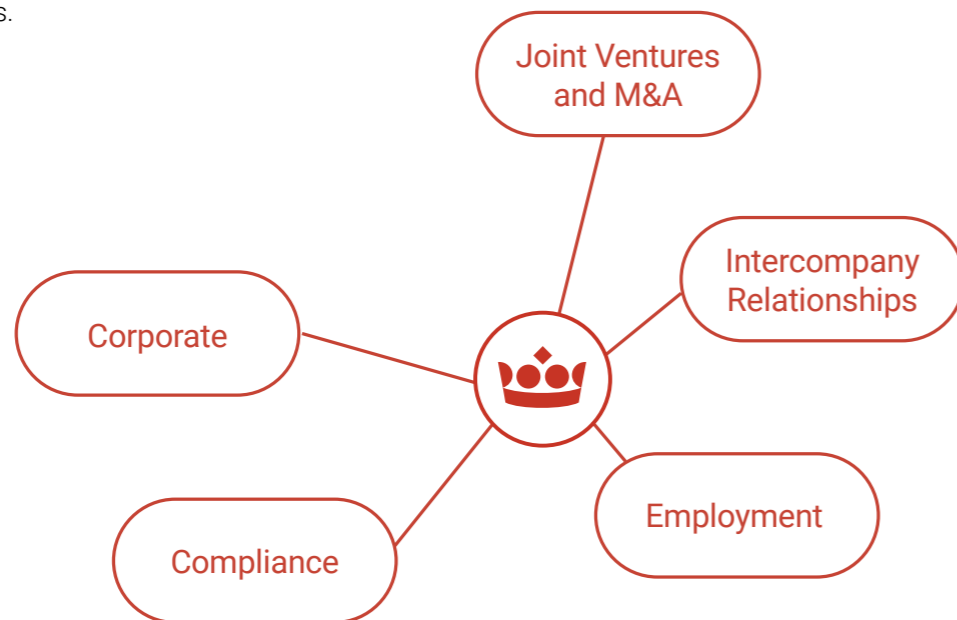 s.
Joint Ventures
and M&A
Intercompany
Relationships
Corporate
Employment
Compliance